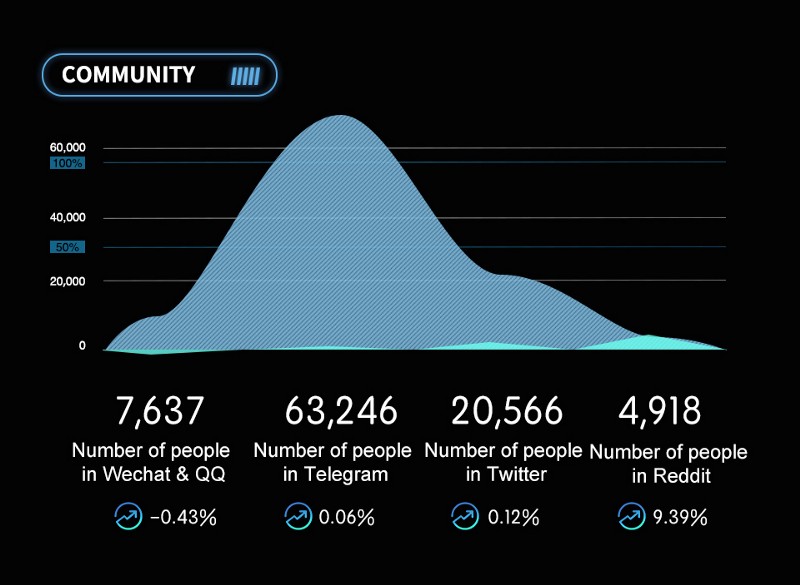 COMMUNITY
60,000
100%
40,000
50%
20,000
0
7,637
63,246
20,566
4,918
Number of people
in Wechat & QQ
Number of people
in Telegram
Number of people
in Twitter
Number of people
in Reddit
−0.43%
0.06%
0.12%
9.39%